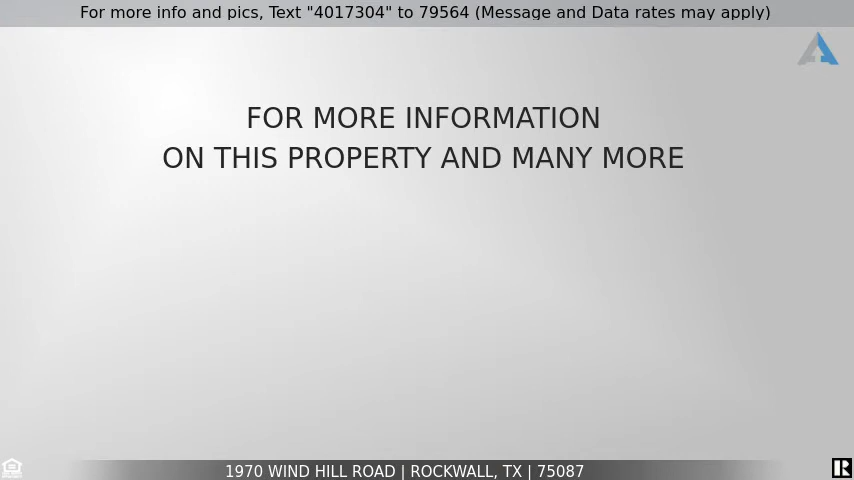 For more info and pics, Text "4017304" to 79564 (Message and Data rates may apply)
FOR MORE INFORMATION
ON THIS PROPERTY AND MANY MORE
1970 WIND HILL ROAD | ROCKWALL, TX | 75087